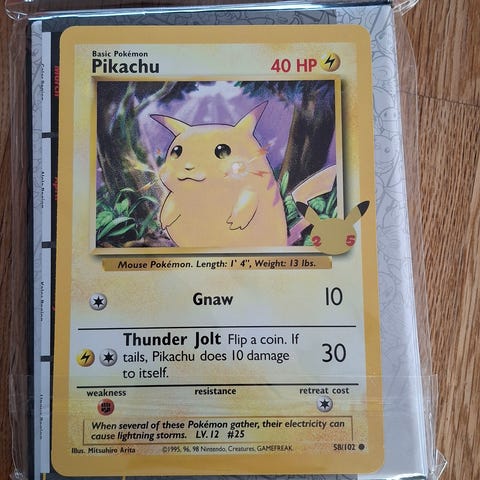 Basic Pokémon
Pikachu 40 HP
25
Mouse Pokémon. Length: 1' 4", Weight: 13 lbs.
Gnaw 10
Thunder Jolt Flip a coin. If
tails, Pikachu does 10 damage
to itself. 30
weakness resistance retreat cost
When several of these Pokémon gather, their electricity can
cause lightning storms. LV. 12 #25
Illus. Mitsuhiro Arita ©1995, 96, 98 Nintendo, Creatures, GAMEFREAK. 58/102